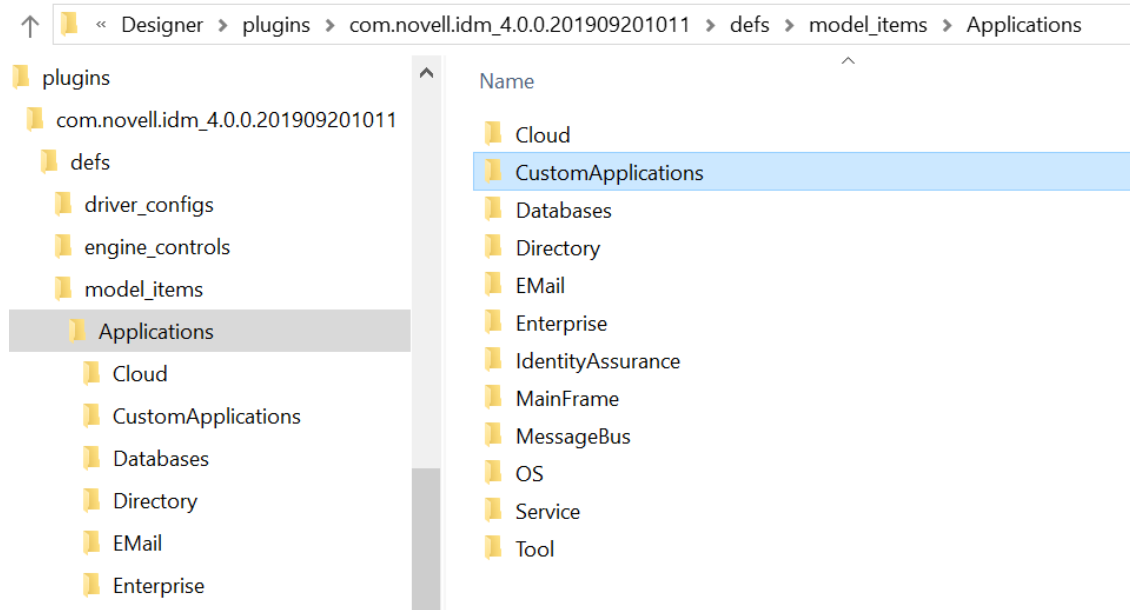 « Designer > plugins > com.novell.idm_4.0.0.201909201011 > defs > model_items > Applications
plugins
com.novell.idm_4.0.0.201909201011
defs
driver_configs
engine_controls
model_items
Applications
Cloud
CustomApplications
Databases
Directory
EMail
Enterprise
Name
Cloud
CustomApplications
Databases
Directory
EMail
Enterprise
IdentityAssurance
MainFrame
MessageBus
OS
Service
Tool